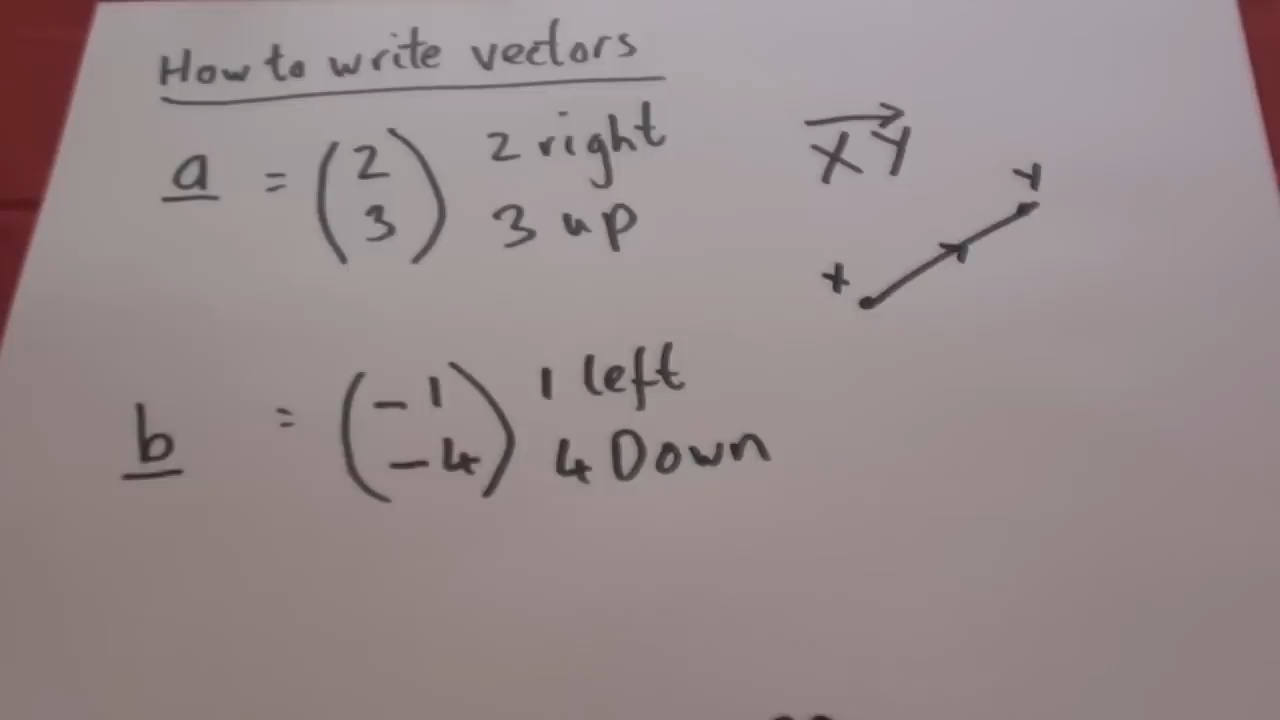 How to write vectors
a = (2 3) 2 right
3 up
XY
X
Y
b = (-1 -4) 1 left
4 Down